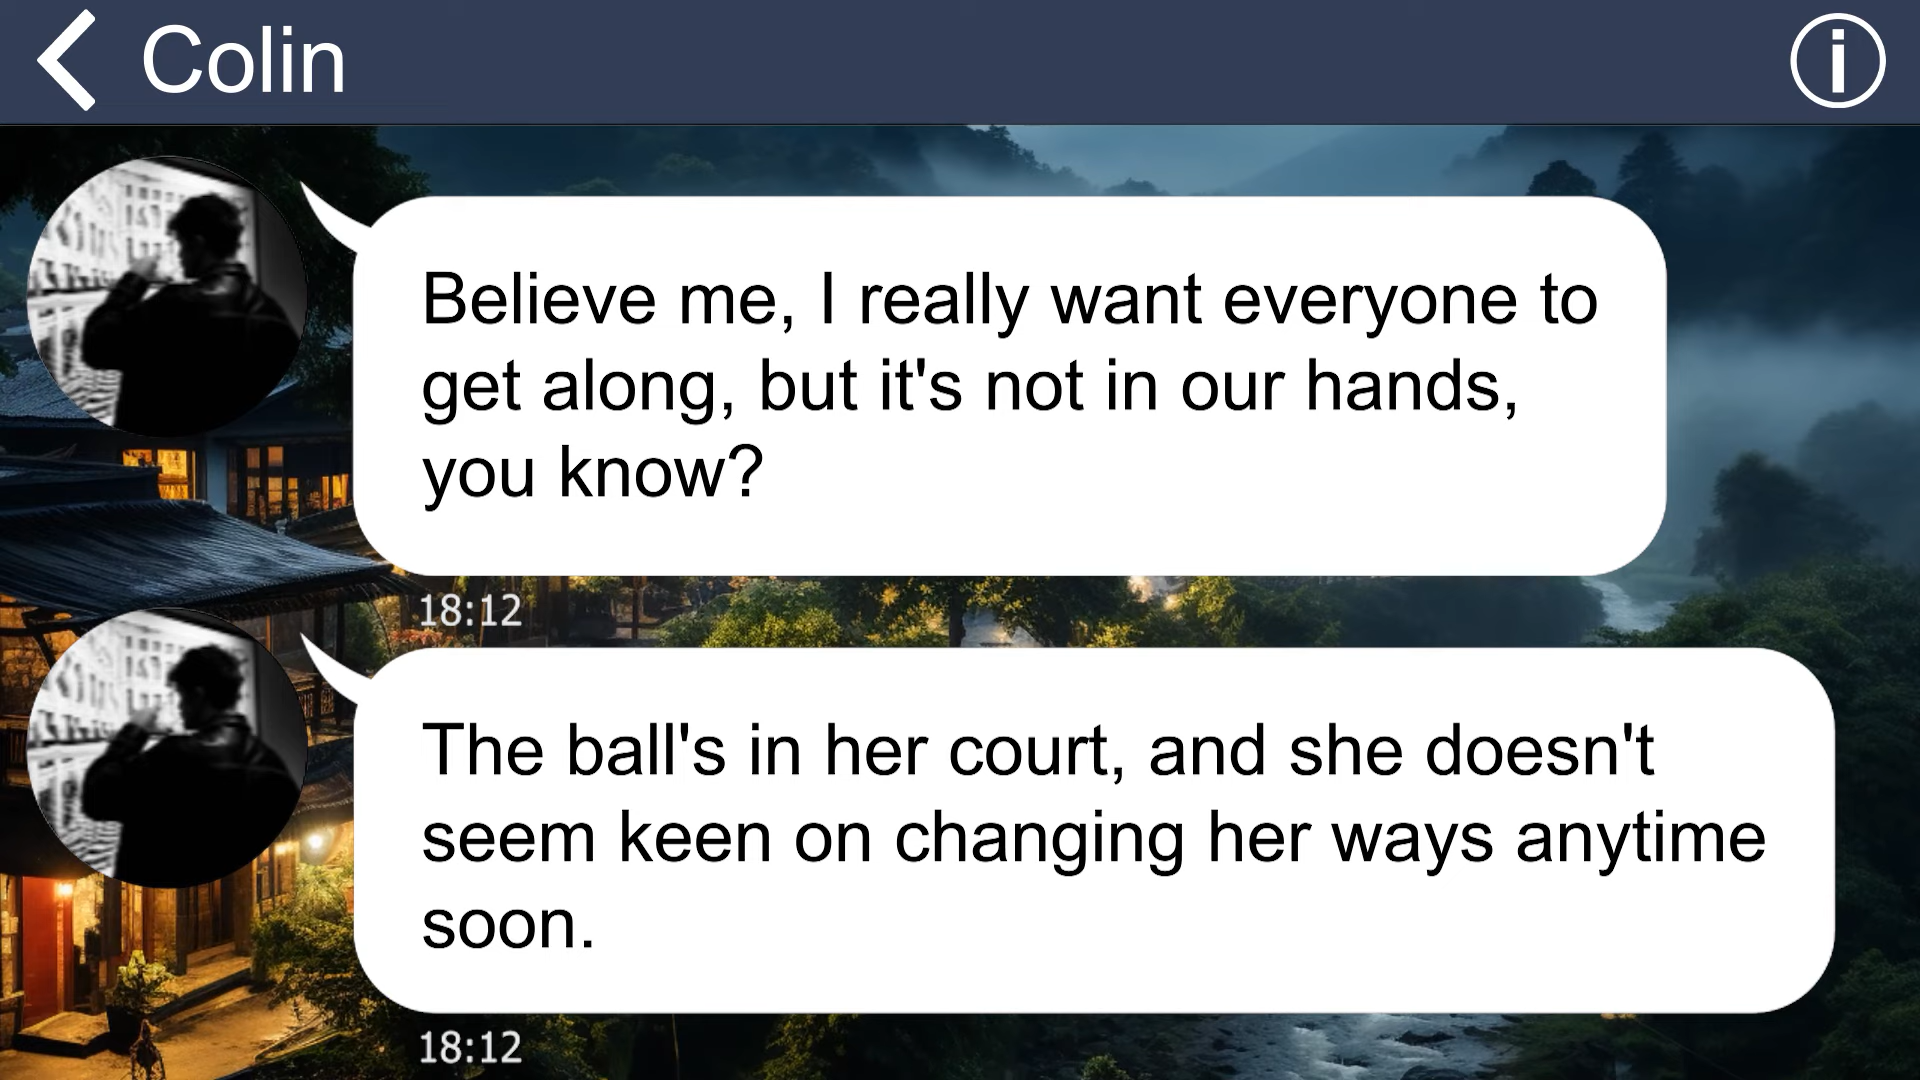 Colin
Believe me, I really want everyone to
get along, but it's not in our hands,
you know?
18:12
The ball's in her court, and she doesn't
seem keen on changing her ways anytime
soon.
18:12